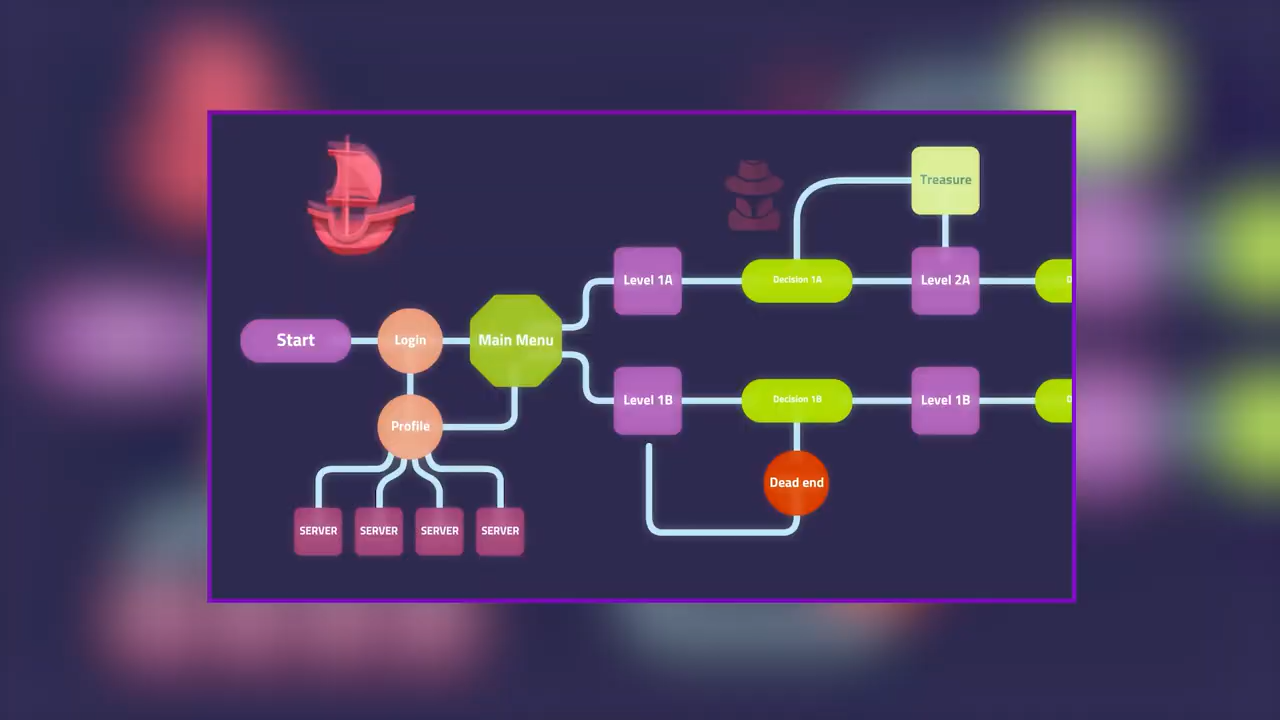 Treasure
Level 1A
Decision 1A
Level 2A
D
Start
Login
Main Menu
Level 1B
Decision 1B
Level 1B
D
Profile
Dead end
SERVER
SERVER
SERVER
SERVER